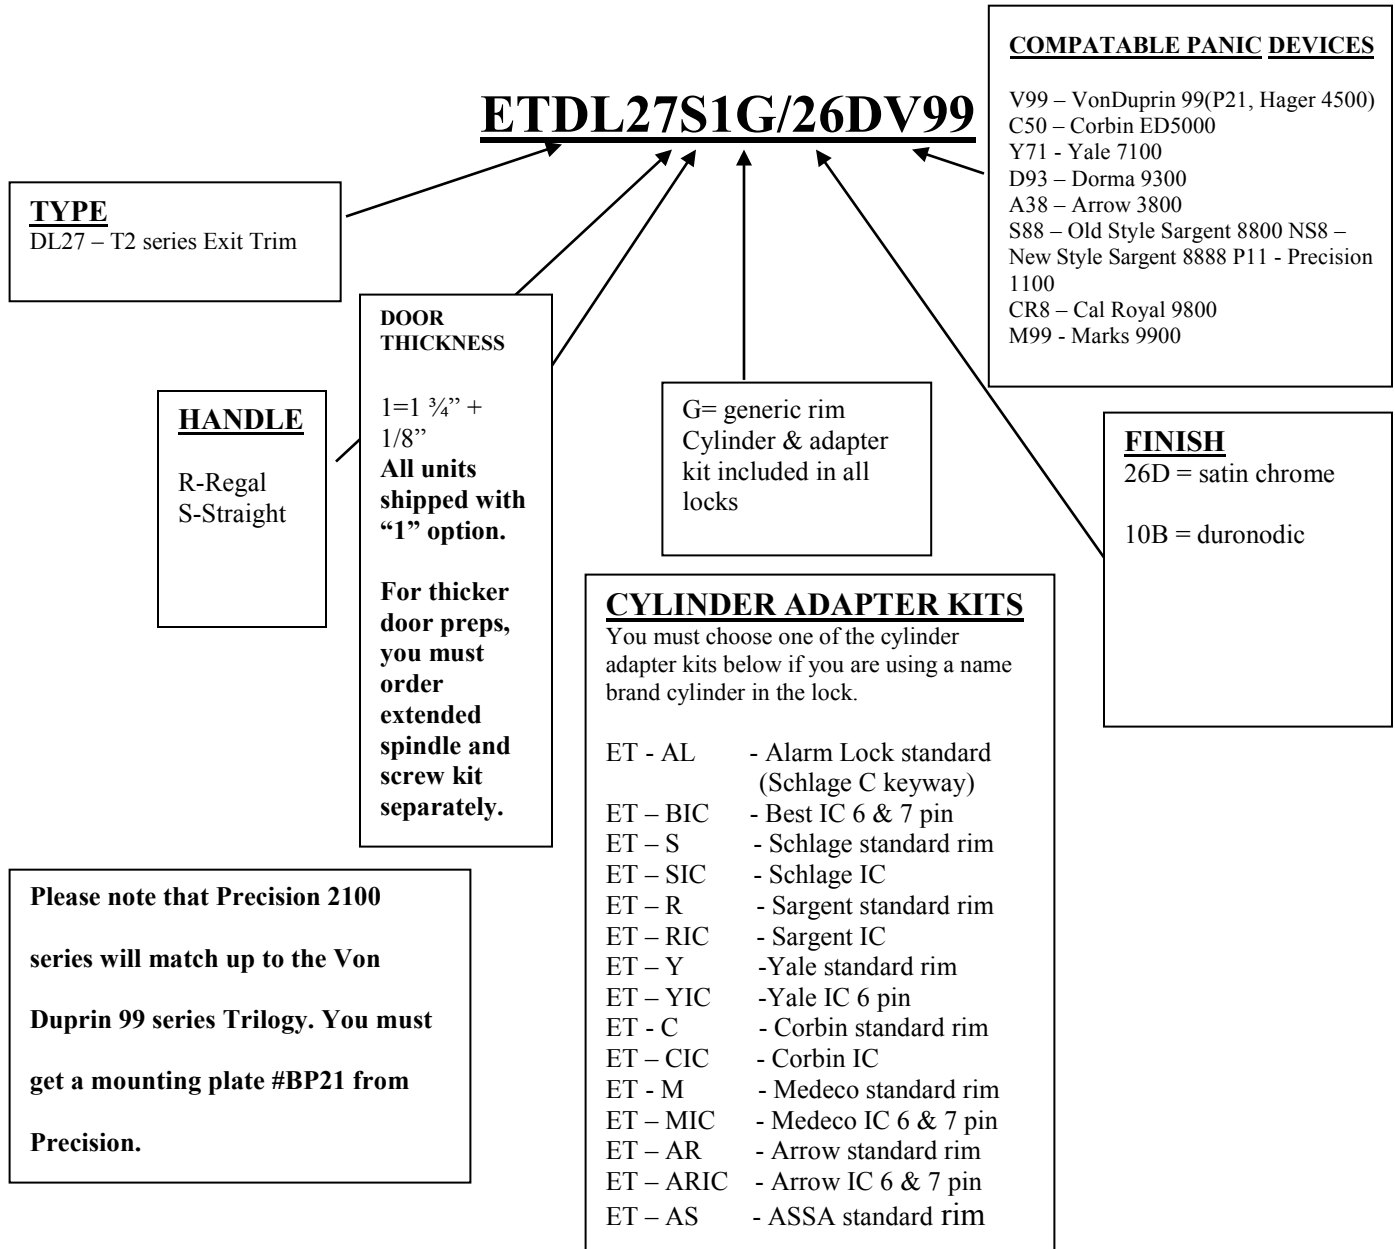 ETDL27S1G/26DV99
COMPATABLE PANIC DEVICES
V99 – VonDuprin 99(P21, Hager 4500)
C50 – Corbin ED5000
Y71 - Yale 7100
D93 – Dorma 9300
A38 – Arrow 3800
S88 – Old Style Sargent 8800 NS8 –
New Style Sargent 8888 P11 - Precision
1100
CR8 – Cal Royal 9800
M99 - Marks 9900
TYPE
DL27 – T2 series Exit Trim
HANDLE
R-Regal
S-Straight
DOOR
THICKNESS
1=1 ¾” +
1/8”
All units
shipped with
“1” option.
For thicker
door preps,
you must
order
extended
spindle and
screw kit
separately.
G= generic rim
Cylinder & adapter
kit included in all
locks
FINISH
26D = satin chrome
10B = duronodic
CYLINDER ADAPTER KITS
You must choose one of the cylinder
adapter kits below if you are using a name
brand cylinder in the lock.
ET - AL - Alarm Lock standard
(Schlage C keyway)
ET – BIC - Best IC 6 & 7 pin
ET – S - Schlage standard rim
ET – SIC - Schlage IC
ET – R - Sargent standard rim
ET – RIC - Sargent IC
ET – Y -Yale standard rim
ET – YIC -Yale IC 6 pin
ET - C - Corbin standard rim
ET – CIC - Corbin IC
ET - M - Medeco standard rim
ET – MIC - Medeco IC 6 & 7 pin
ET – AR - Arrow standard rim
ET – ARIC - Arrow IC 6 & 7 pin
ET – AS - ASSA standard rim
Please note that Precision 2100
series will match up to the Von
Duprin 99 series Trilogy. You must
get a mounting plate #BP21 from
Precision.